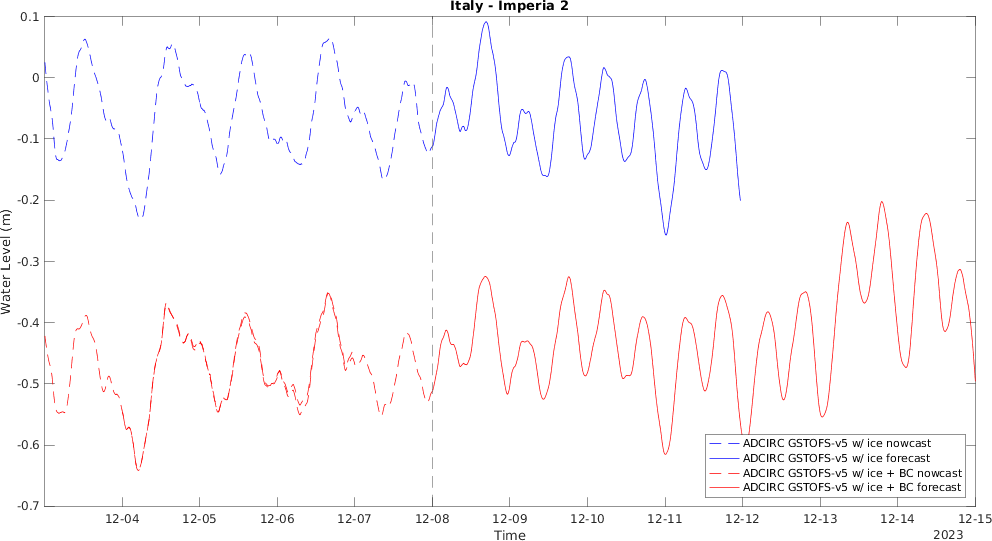 Italy - Imperia 2
Water Level (m)
0.1
0
-0.1
-0.2
-0.3
-0.4
-0.5
-0.6
-0.7
ADCIRC GSTOFS-v5 w/ ice nowcast
ADCIRC GSTOFS-v5 w/ ice forecast
ADCIRC GSTOFS-v5 w/ ice + BC nowcast
ADCIRC GSTOFS-v5 w/ ice + BC forecast
12-04 12-05 12-06 12-07 12-08 12-09 12-10 12-11 12-12 12-13 12-14 12-15
Time
2023